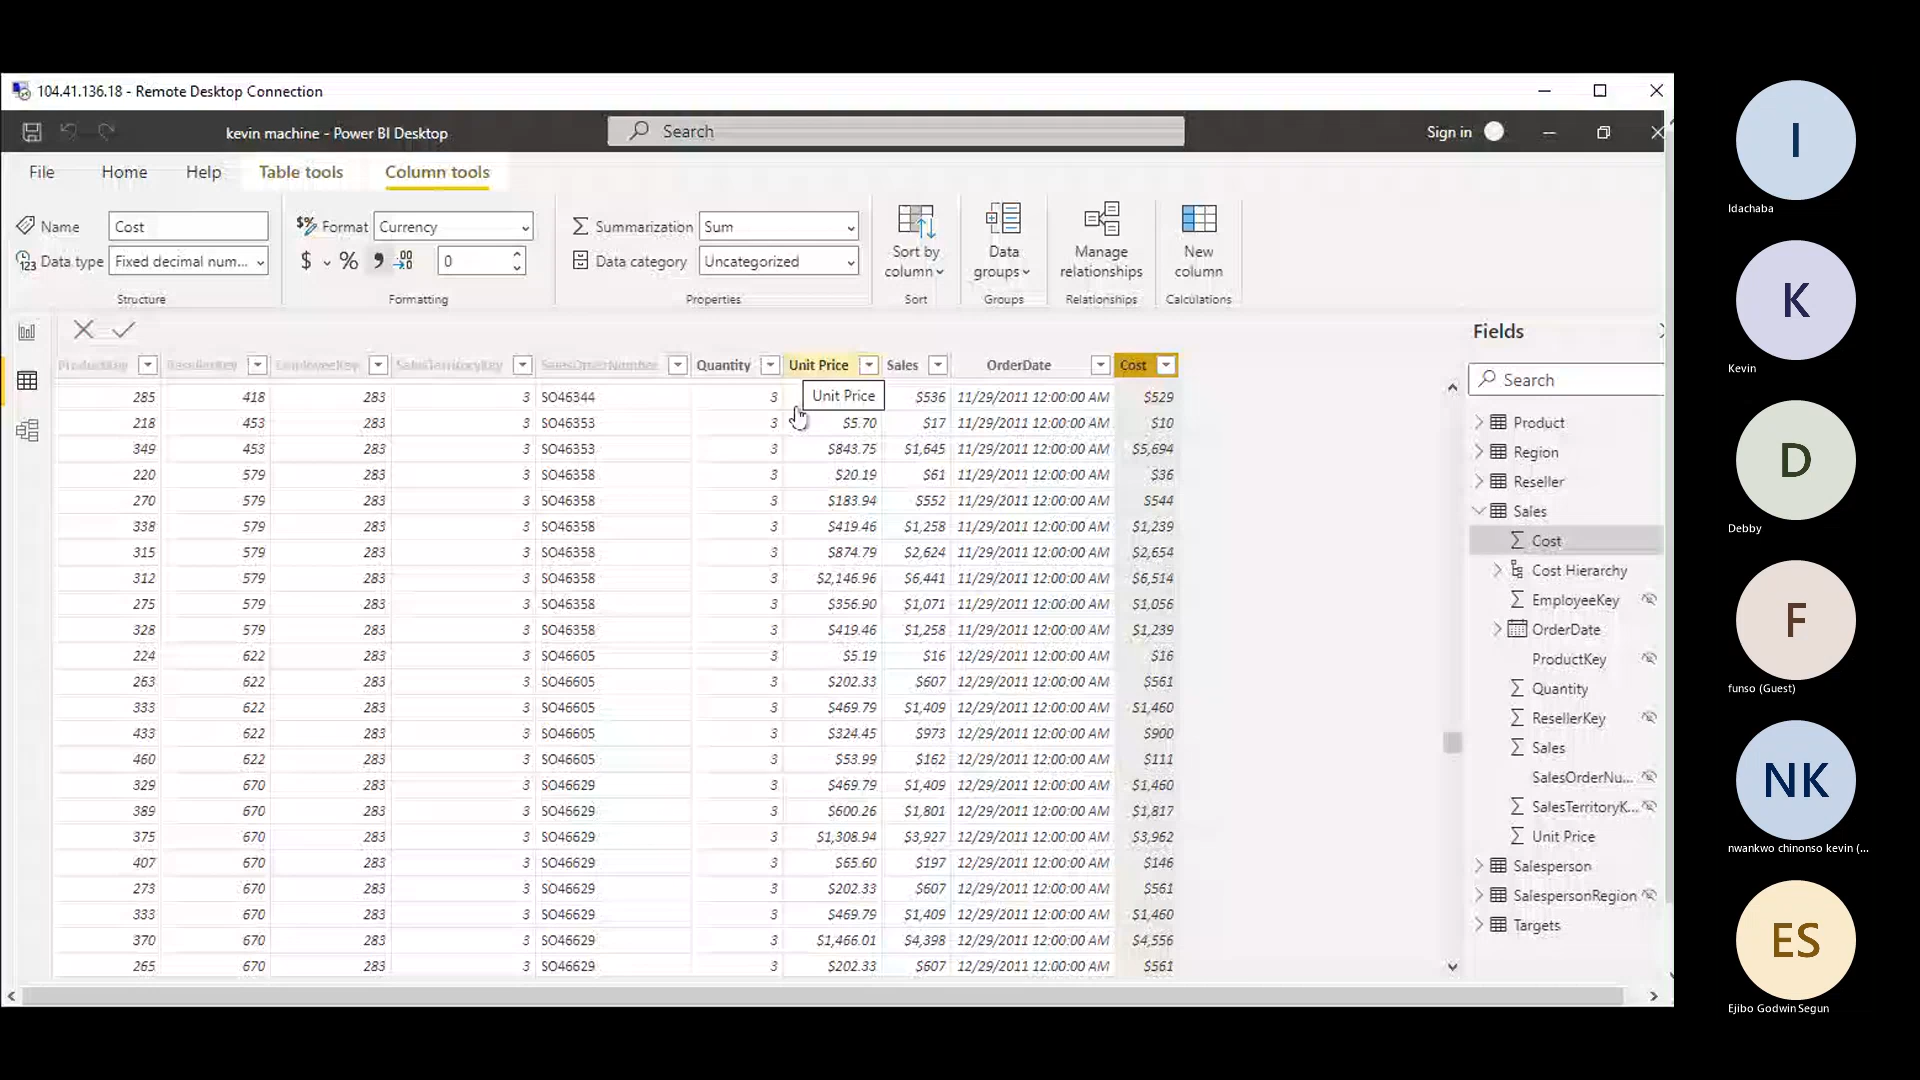 104.41.136.18 - Remote Desktop Connection
kevin machine - Power BI Desktop
Search
Sign in
File Home Help Table tools Column tools
Name Cost
Format Currency
Summarization Sum
Data type Fixed decimal num...
$ % 0
Data category Uncategorized
Sort by column
Data groups
Manage relationships
New column
Structure Formatting Properties Sort Groups Relationships Calculations
ProductKey ResellerKey EmployeeKey SalesTerritoryKey SalesOrderNumber Quantity Unit Price Sales OrderDate Cost
Unit Price
285 418 283 3 SO46344 3 $536 11/29/2011 12:00:00 AM $529
218 453 283 3 SO46353 3 $5.70 $17 11/29/2011 12:00:00 AM $10
349 453 283 3 SO46353 3 $843.75 $1,645 11/29/2011 12:00:00 AM $5,694
220 579 283 3 SO46358 3 $20.19 $61 11/29/2011 12:00:00 AM $36
270 579 283 3 SO46358 3 $183.94 $552 11/29/2011 12:00:00 AM $544
338 579 283 3 SO46358 3 $419.46 $1,258 11/29/2011 12:00:00 AM $1,239
315 579 283 3 SO46358 3 $874.79 $2,624 11/29/2011 12:00:00 AM $2,654
312 579 283 3 SO46358 3 $2,146.96 $6,441 11/29/2011 12:00:00 AM $6,514
275 579 283 3 SO46358 3 $356.90 $1,071 11/29/2011 12:00:00 AM $1,056
328 579 283 3 SO46358 3 $419.46 $1,258 11/29/2011 12:00:00 AM $1,239
224 622 283 3 SO46605 3 $5.19 $16 12/29/2011 12:00:00 AM $16
263 622 283 3 SO46605 3 $202.33 $607 12/29/2011 12:00:00 AM $561
333 622 283 3 SO46605 3 $469.79 $1,409 12/29/2011 12:00:00 AM $1,460
433 622 283 3 SO46605 3 $324.45 $973 12/29/2011 12:00:00 AM $900
460 622 283 3 SO46605 3 $53.99 $162 12/29/2011 12:00:00 AM $111
329 670 283 3 SO46629 3 $469.79 $1,409 12/29/2011 12:00:00 AM $1,460
389 670 283 3 SO46629 3 $600.26 $1,801 12/29/2011 12:00:00 AM $1,817
375 670 283 3 SO46629 3 $1,308.94 $3,927 12/29/2011 12:00:00 AM $3,962
407 670 283 3 SO46629 3 $65.60 $197 12/29/2011 12:00:00 AM $146
273 670 283 3 SO46629 3 $202.33 $607 12/29/2011 12:00:00 AM $561
333 670 283 3 SO46629 3 $469.79 $1,409 12/29/2011 12:00:00 AM $1,460
370 670 283 3 SO46629 3 $1,466.01 $4,398 12/29/2011 12:00:00 AM $4,556
265 670 283 3 SO46629 3 $202.33 $607 12/29/2011 12:00:00 AM $561
Fields
Search
Product
Region
Reseller
Sales
Cost
Cost Hierarchy
EmployeeKey
OrderDate
ProductKey
Quantity
ResellerKey
Sales
SalesOrderNu...
SalesTerritoryK...
Unit Price
Salesperson
SalespersonRegion
Targets
I
Idachaba
K
Kevin
D
Debby
F
funso (Guest)
NK
nwankwo chinonso kevin (...
ES
Ejibo Godwin Segun